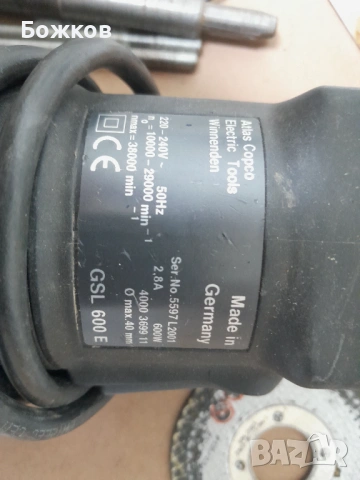 Божков
Atlas Copco
Electric Tools
Winnenden
Made in
Germany
220-240V~ 50Hz
n₀ =10000-29000 min⁻¹
nmax=38000 min⁻¹
Ser.No.5597 L2001
2,8A 600W
4000 3699 11
Ø max.40 mm
GSL 600 E
BAZAR